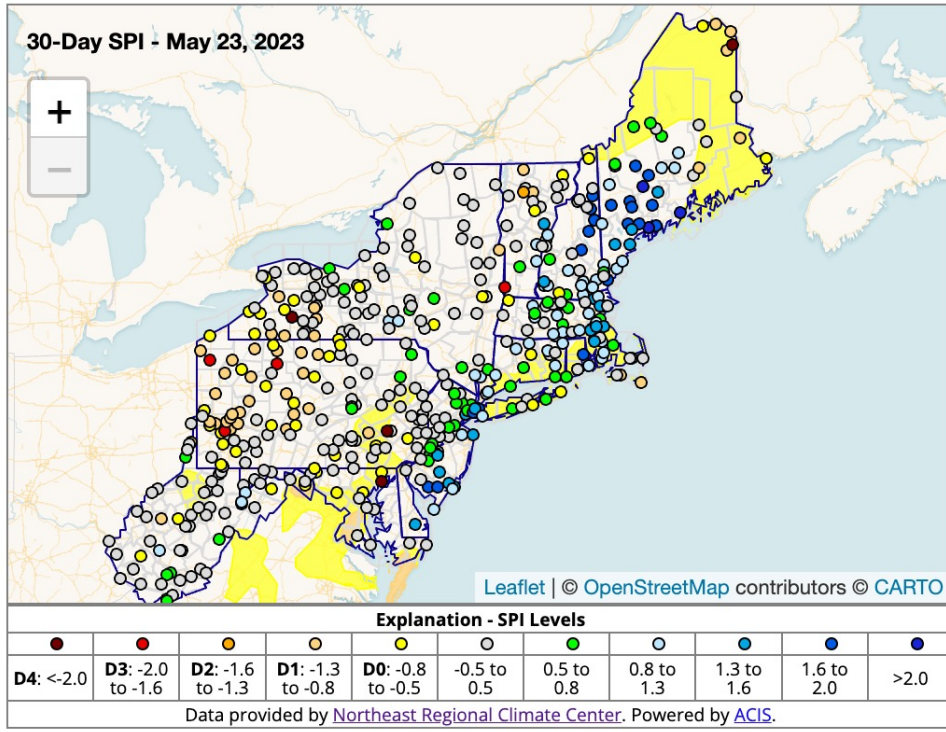 30-Day SPI - May 23, 2023
+
−
Leaflet | © OpenStreetMap contributors © CARTO
Explanation - SPI Levels
D4: <-2.0
D3: -2.0
to -1.6
D2: -1.6
to -1.3
D1: -1.3
to -0.8
D0: -0.8
to -0.5
-0.5 to
0.5
0.5 to
0.8
0.8 to
1.3
1.3 to
1.6
1.6 to
2.0
>2.0
Data provided by Northeast Regional Climate Center. Powered by ACIS.